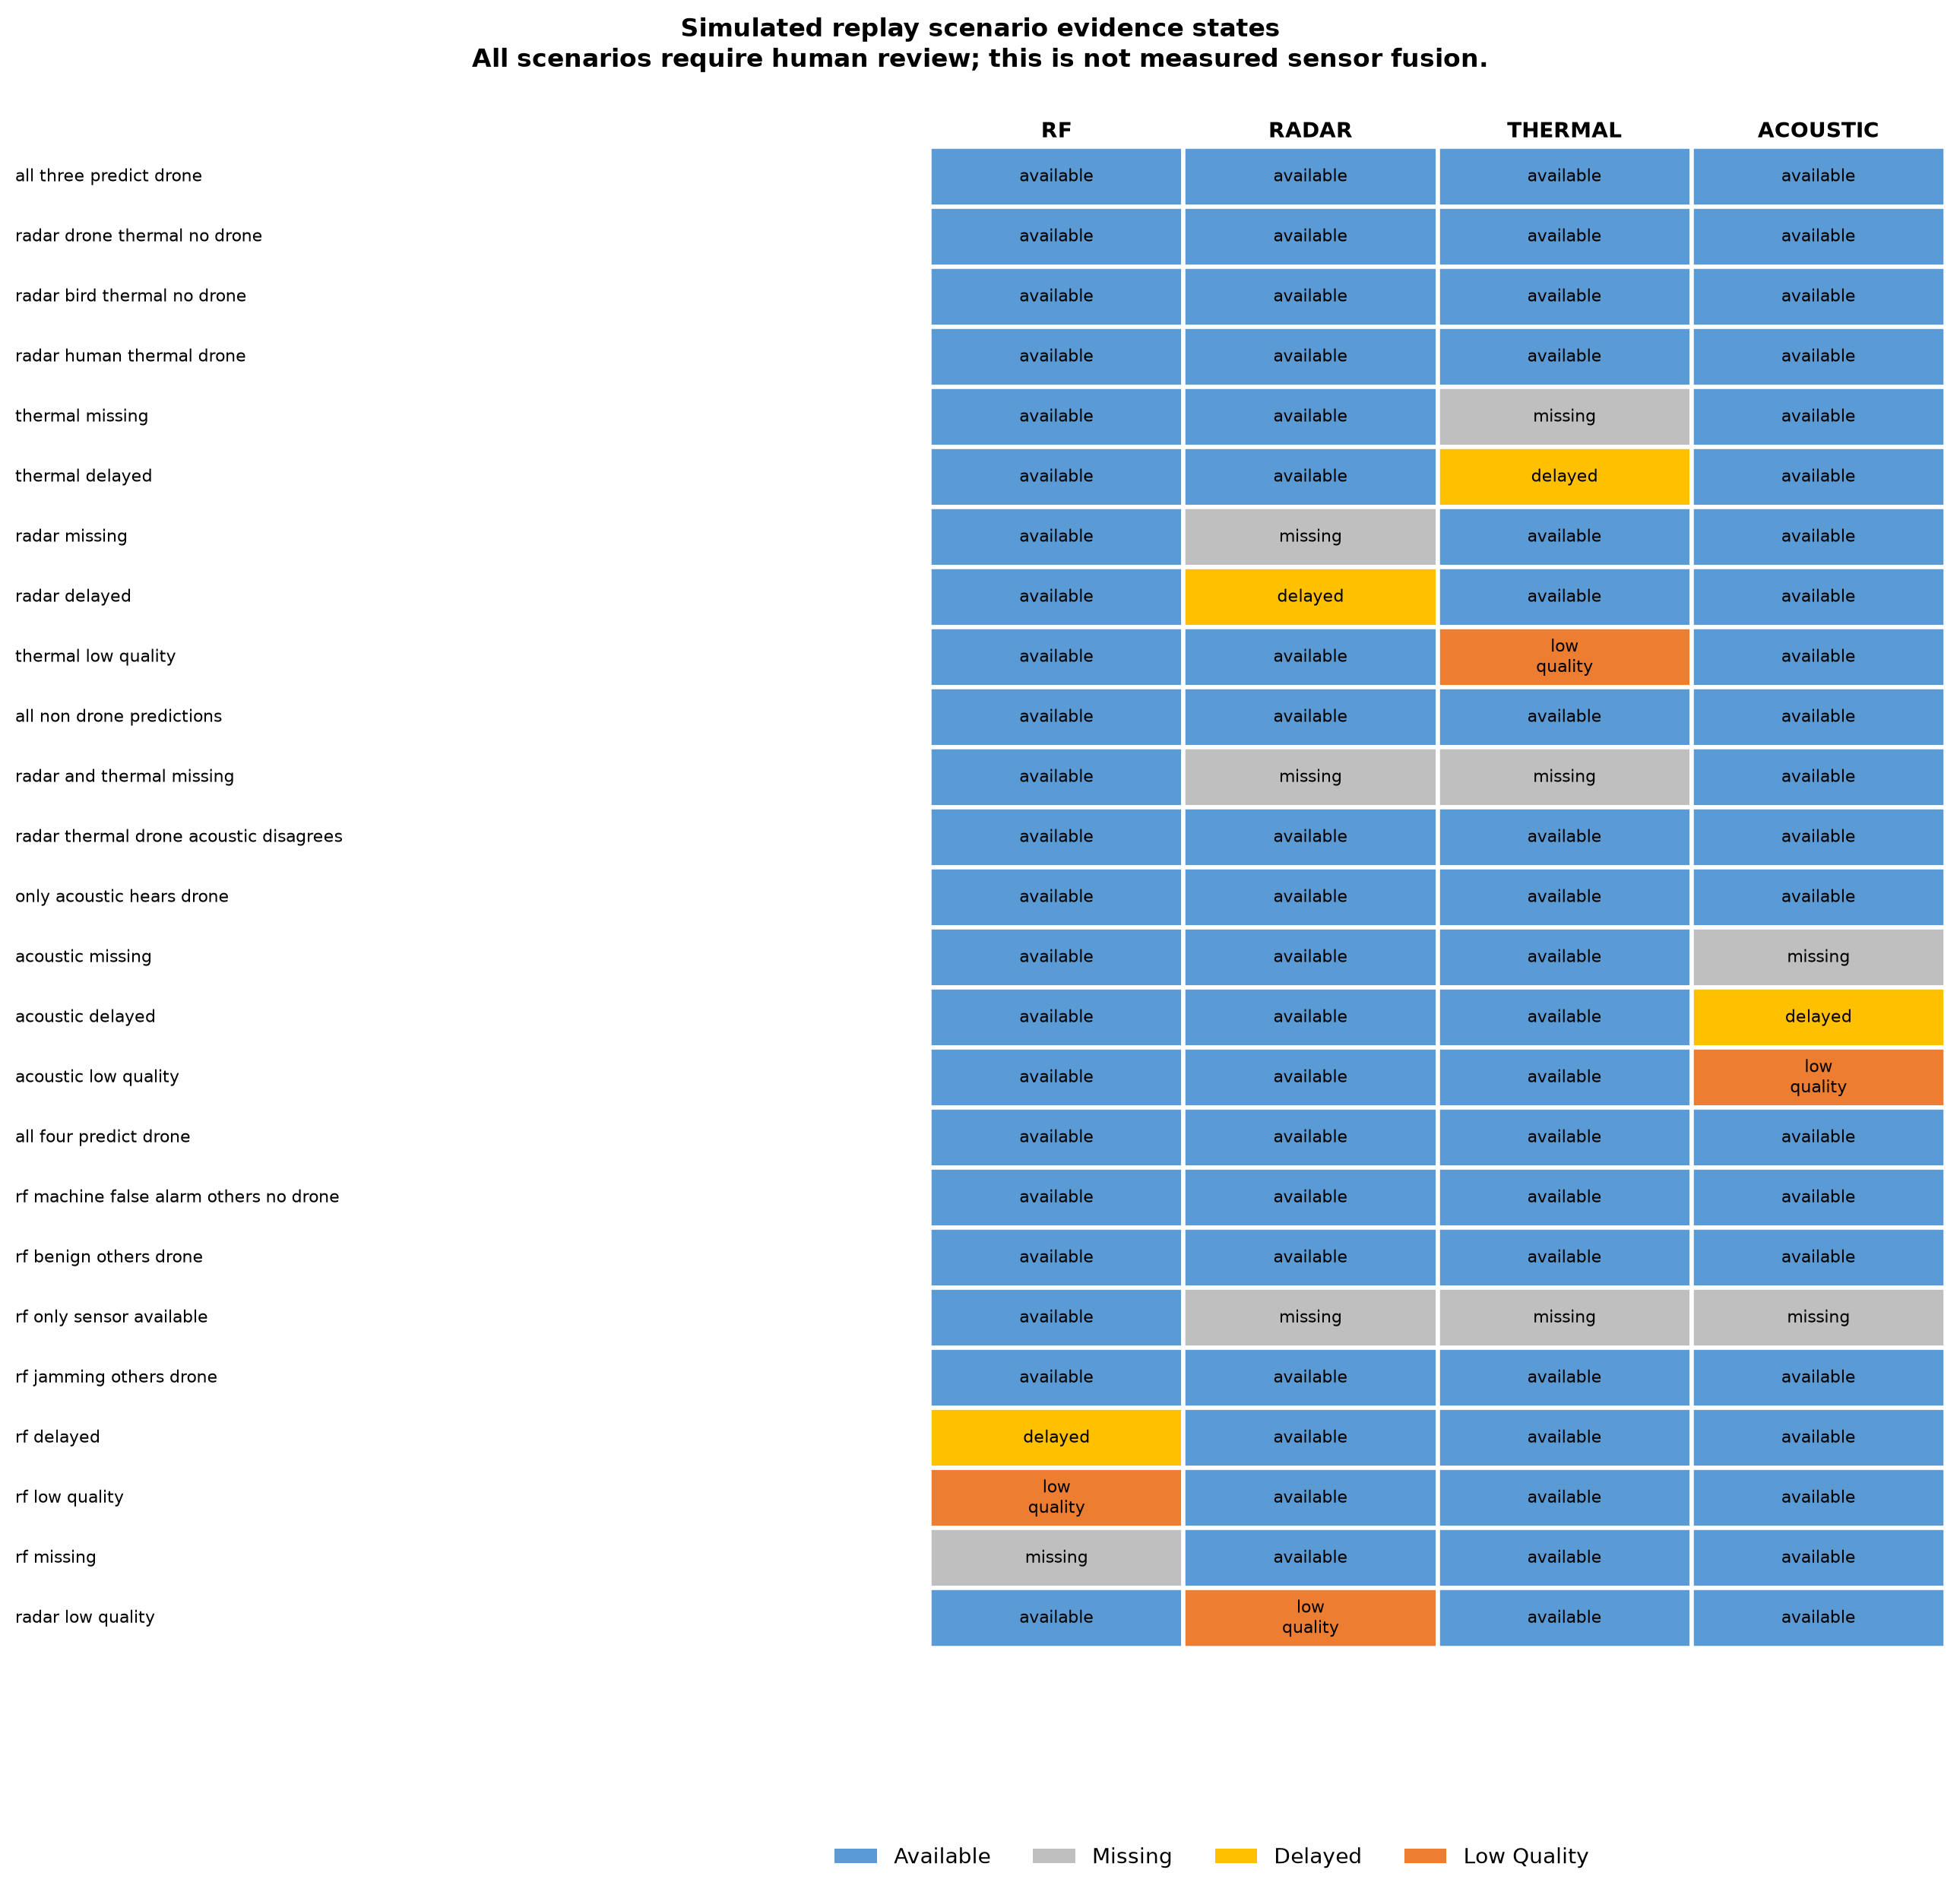 Simulated replay scenario evidence states
All scenarios require human review; this is not measured sensor fusion.
RF RADAR THERMAL ACOUSTIC
all three predict drone available available available available
radar drone thermal no drone available available available available
radar bird thermal no drone available available available available
radar human thermal drone available available available available
thermal missing available available missing available
thermal delayed available available delayed available
radar missing available missing available available
radar delayed available delayed available available
thermal low quality available available low quality available
all non drone predictions available available available available
radar and thermal missing available missing missing available
radar thermal drone acoustic disagrees available available available available
only acoustic hears drone available available available available
acoustic missing available available available missing
acoustic delayed available available available delayed
acoustic low quality available available available low quality
all four predict drone available available available available
rf machine false alarm others no drone available available available available
rf benign others drone available available available available
rf only sensor available available missing missing missing
rf jamming others drone available available available available
rf delayed delayed available available available
rf low quality low quality available available available
rf missing missing available available available
radar low quality available low quality available available
Available Missing Delayed Low Quality